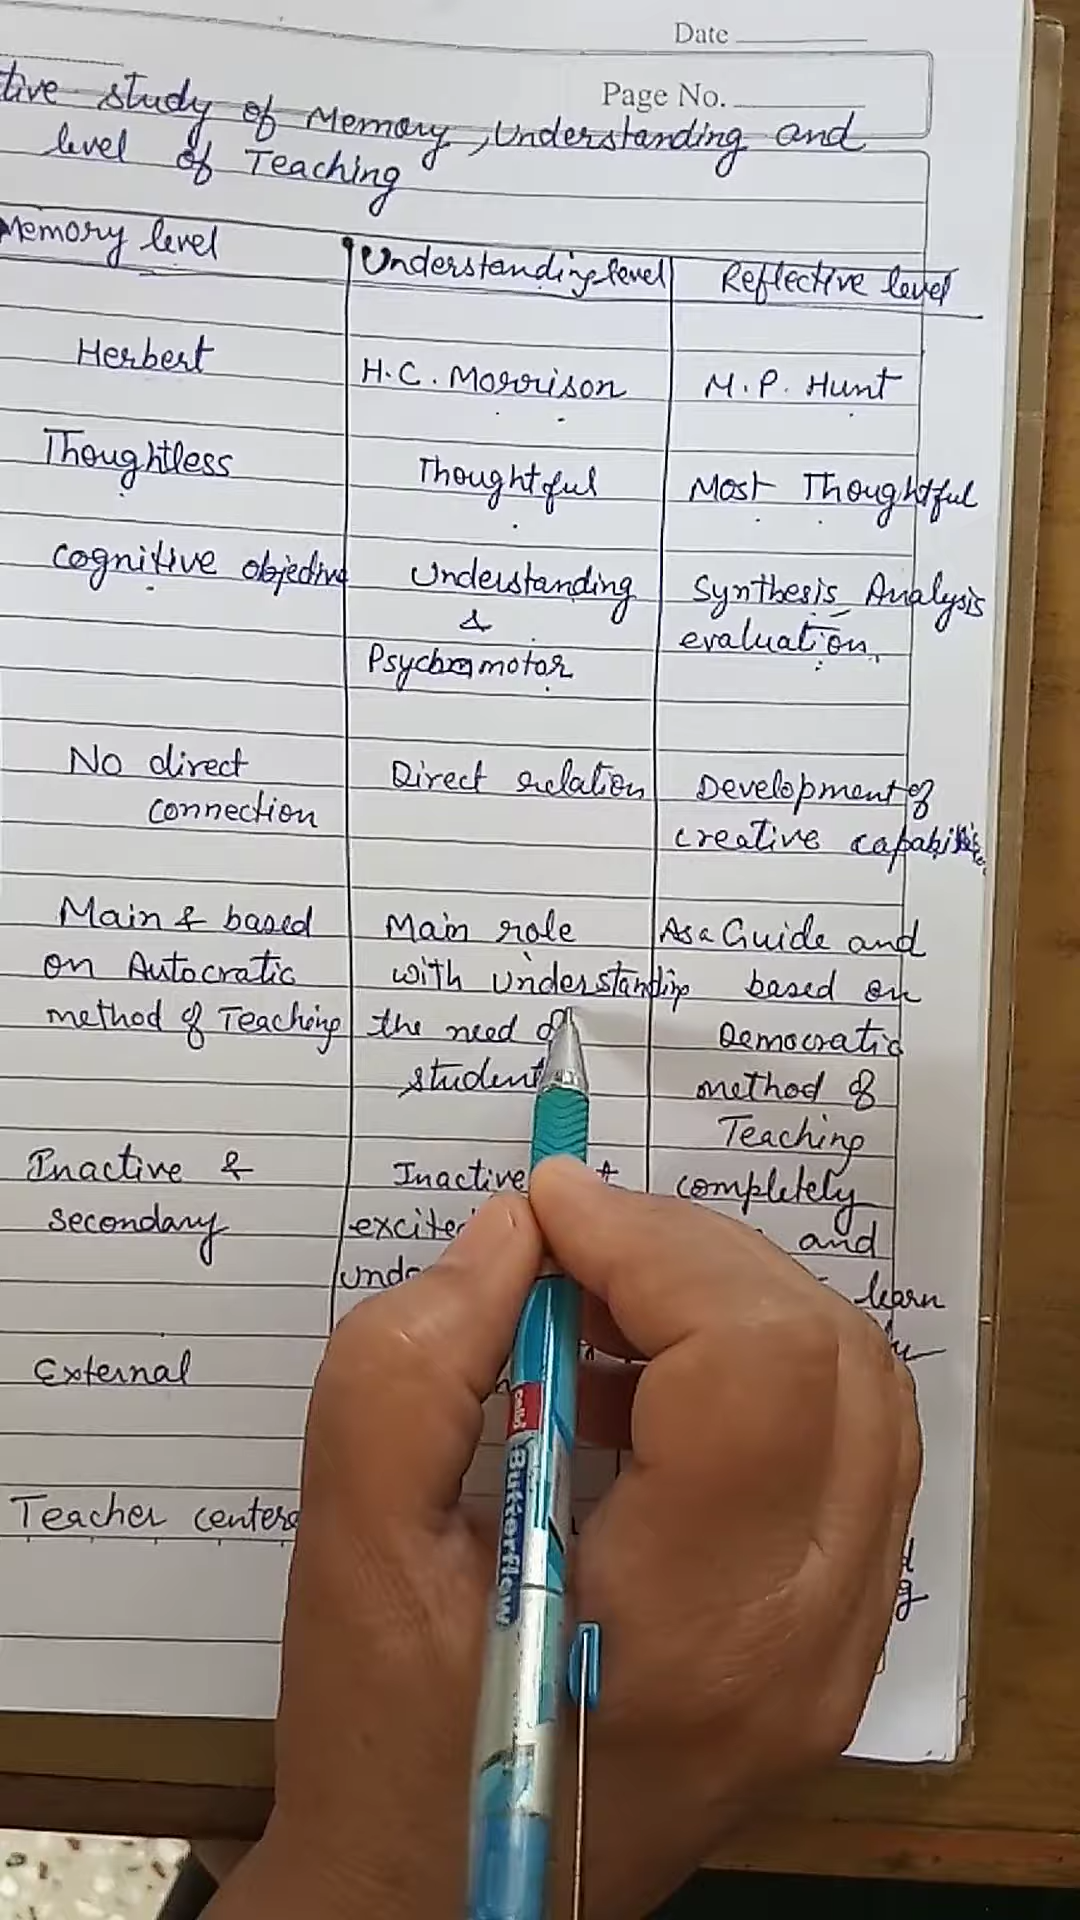 Date
Page No.
tive study of Memory, Understanding and
level of Teaching
Memory level
Understanding level
Reflective level
Herbert
H.C. Morrison
M.P. Hunt
Thoughtless
Thoughtful
Most Thoughtful
Cognitive objective
Understanding
&
Psychomotor
Synthesis, Analysis
evaluation.
No direct
connection
Direct relation
Development of
creative
Main & based
on Autocratic
method of Teaching
Main role
with understanding
the need of
student
As a Guide and
based on
Democratic
method of
Teaching
Inactive &
secondary
Inactive
completely
and
learn
External
Teacher
Cello
Butterflow